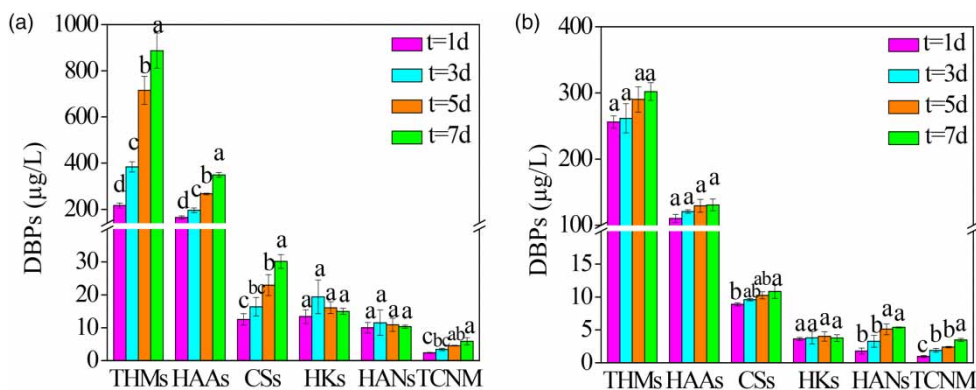 (a)
DBPs (µg/L)
1000
800
600
400
200
30
20
10
0
t=1d
t=3d
t=5d
t=7d
d c b a
d c b a
c bc b a
a a a a
a a a a
c bc ab a
THMs HAAs CSs HKs HANs TCNM
(b)
DBPs (µg/L)
400
300
200
100
15
10
5
0
t=1d
t=3d
t=5d
t=7d
a a a a
a a a a
b ab ab a
a a a a
b b a a
c b b a
THMs HAAs CSs HKs HANs TCNM